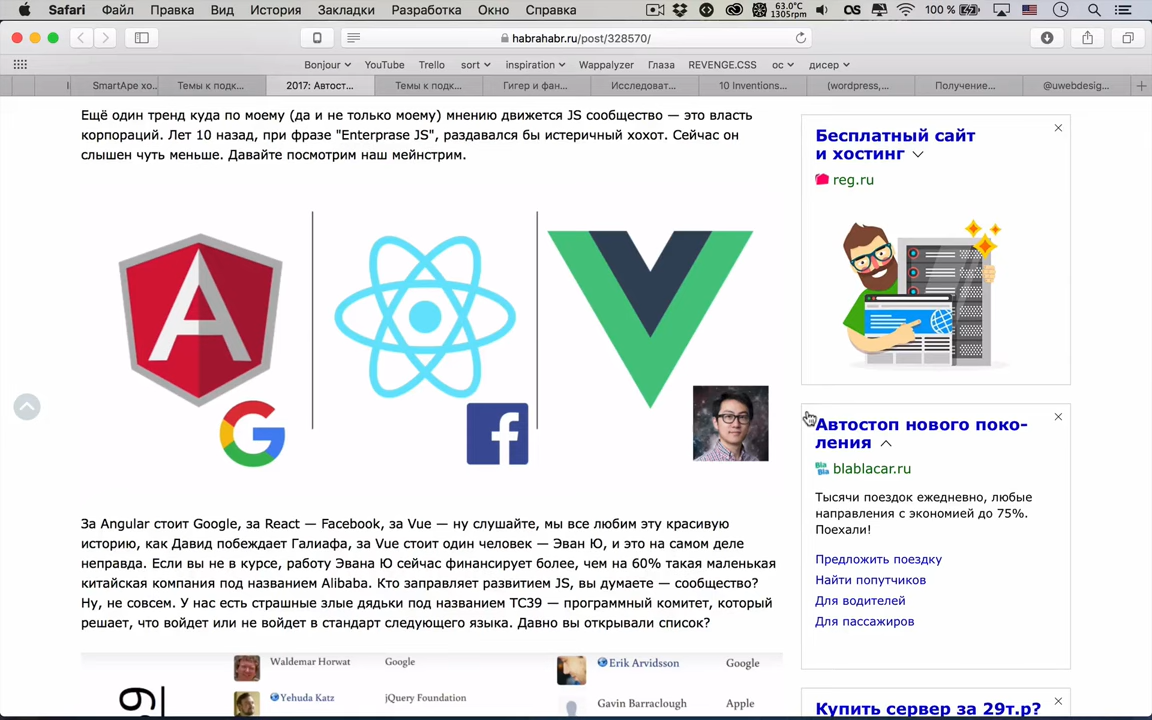 Safari Файл Правка Вид История Закладки Разработка Окно Справка 63.0°C 1305rpm 100 %
habrahabr.ru/post/328570/
Bonjour YouTube Trello sort inspiration Wappalyzer Глаза REVENGE.CSS ос дисер
SmartApe хо... Темы к подк... 2017: Автост... Темы к подк... Гигер и фан... Исследоват... 10 Inventions... (wordpress,... Получение... @uwebdesig...
Ещё один тренд куда по моему (да и не только моему) мнению движется JS сообщество — это власть
корпораций. Лет 10 назад, при фразе "Enterprase JS", раздавался бы истеричный хохот. Сейчас он
слышен чуть меньше. Давайте посмотрим наш мейнстрим.
За Angular стоит Google, за React — Facebook, за Vue — ну слушайте, мы все любим эту красивую
историю, как Давид побеждает Галиафа, за Vue стоит один человек — Эван Ю, и это на самом деле
неправда. Если вы не в курсе, работу Эвана Ю сейчас финансирует более, чем на 60% такая маленькая
китайская компания под названием Alibaba. Кто заправляет развитием JS, вы думаете — сообщество?
Ну, не совсем. У нас есть страшные злые дядьки под названием TC39 — программный комитет, который
решает, что войдет или не войдет в стандарт следующего языка. Давно вы открывали список?
Waldemar Horwat Google Erik Arvidsson Google
Yehuda Katz jQuery Foundation Gavin Barraclough Apple
Бесплатный сайт
и хостинг
reg.ru
Автостоп нового поко-
ления
blablacar.ru
Тысячи поездок ежедневно, любые
направления с экономией до 75%.
Поехали!
Предложить поездку
Найти попутчиков
Для водителей
Для пассажиров
Купить сервер за 29т.р?